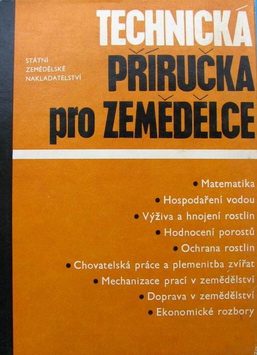 TECHNICKÁ
STÁTNÍ
ZEMĚDĚLSKÉ
NAKLADATELSTVÍ
PŘÍRUČKA
pro ZEMĚDĚLCE
• Matematika
• Hospodaření vodou
• Výživa a hnojení rostlin
• Hodnocení porostů
• Ochrana rostlin
• Chovatelská práce a plemenitba zvířat
• Mechanizace prací v zemědělství
• Doprava v zemědělství
• Ekonomické rozbory